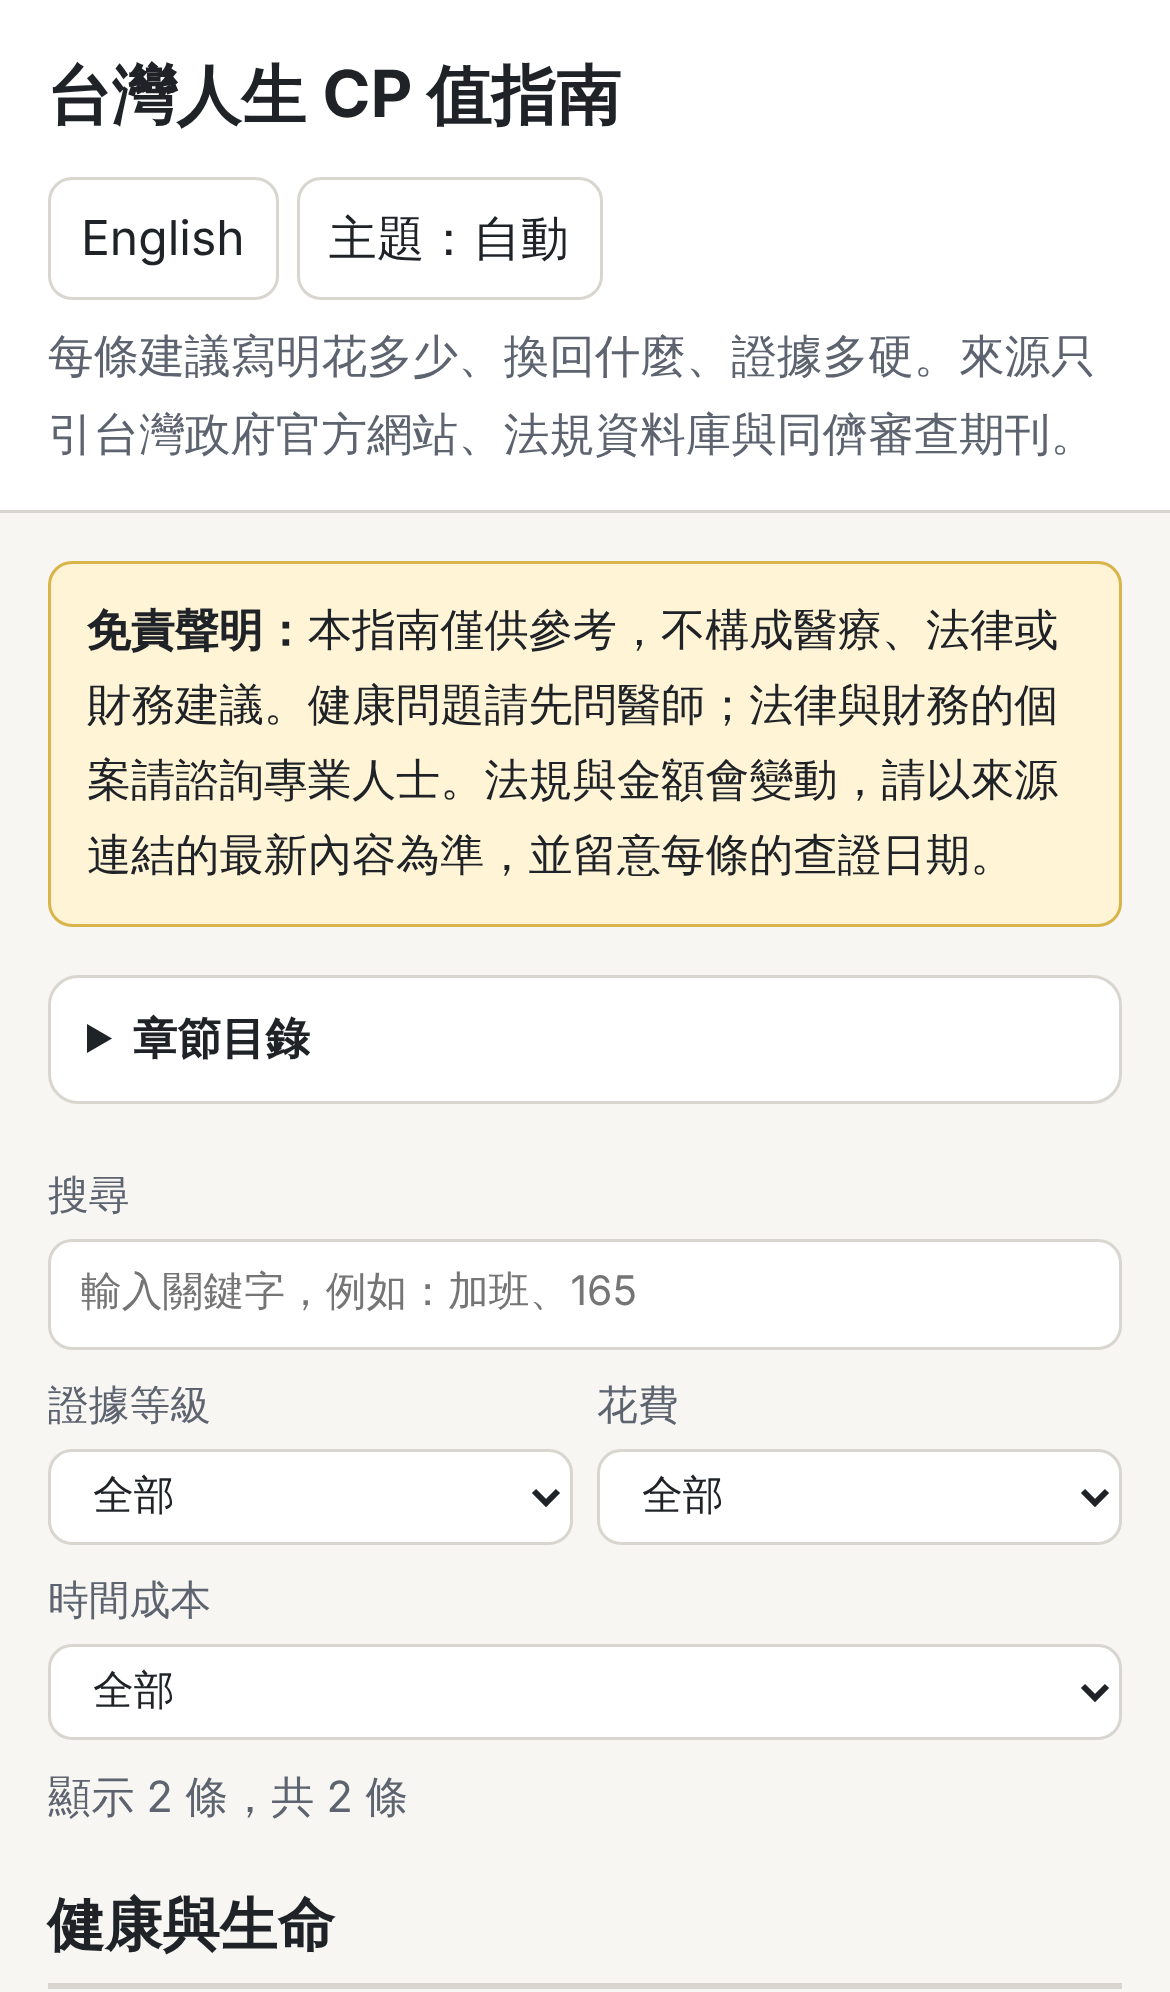 台灣人生 CP 值指南
English
主題：自動
每條建議寫明花多少、換回什麼、證據多硬。來源只
引台灣政府官方網站、法規資料庫與同儕審查期刊。
免責聲明：本指南僅供參考，不構成醫療、法律或
財務建議。健康問題請先問醫師；法律與財務的個
案請諮詢專業人士。法規與金額會變動，請以來源
連結的最新內容為準，並留意每條的查證日期。
章節目錄
搜尋
輸入關鍵字，例如：加班、165
證據等級
花費
全部
全部
時間成本
全部
顯示 2 條，共 2 條
健康與生命